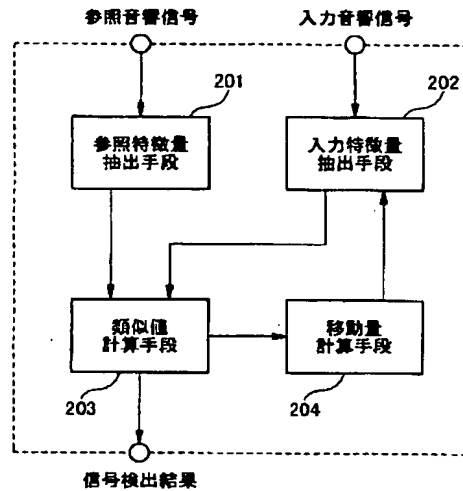 参照音響信号
入力音響信号
201
202
参照特徴量
抽出手段
入力特徴量
抽出手段
類似値
計算手段
移動量
計算手段
203
204
信号検出結果